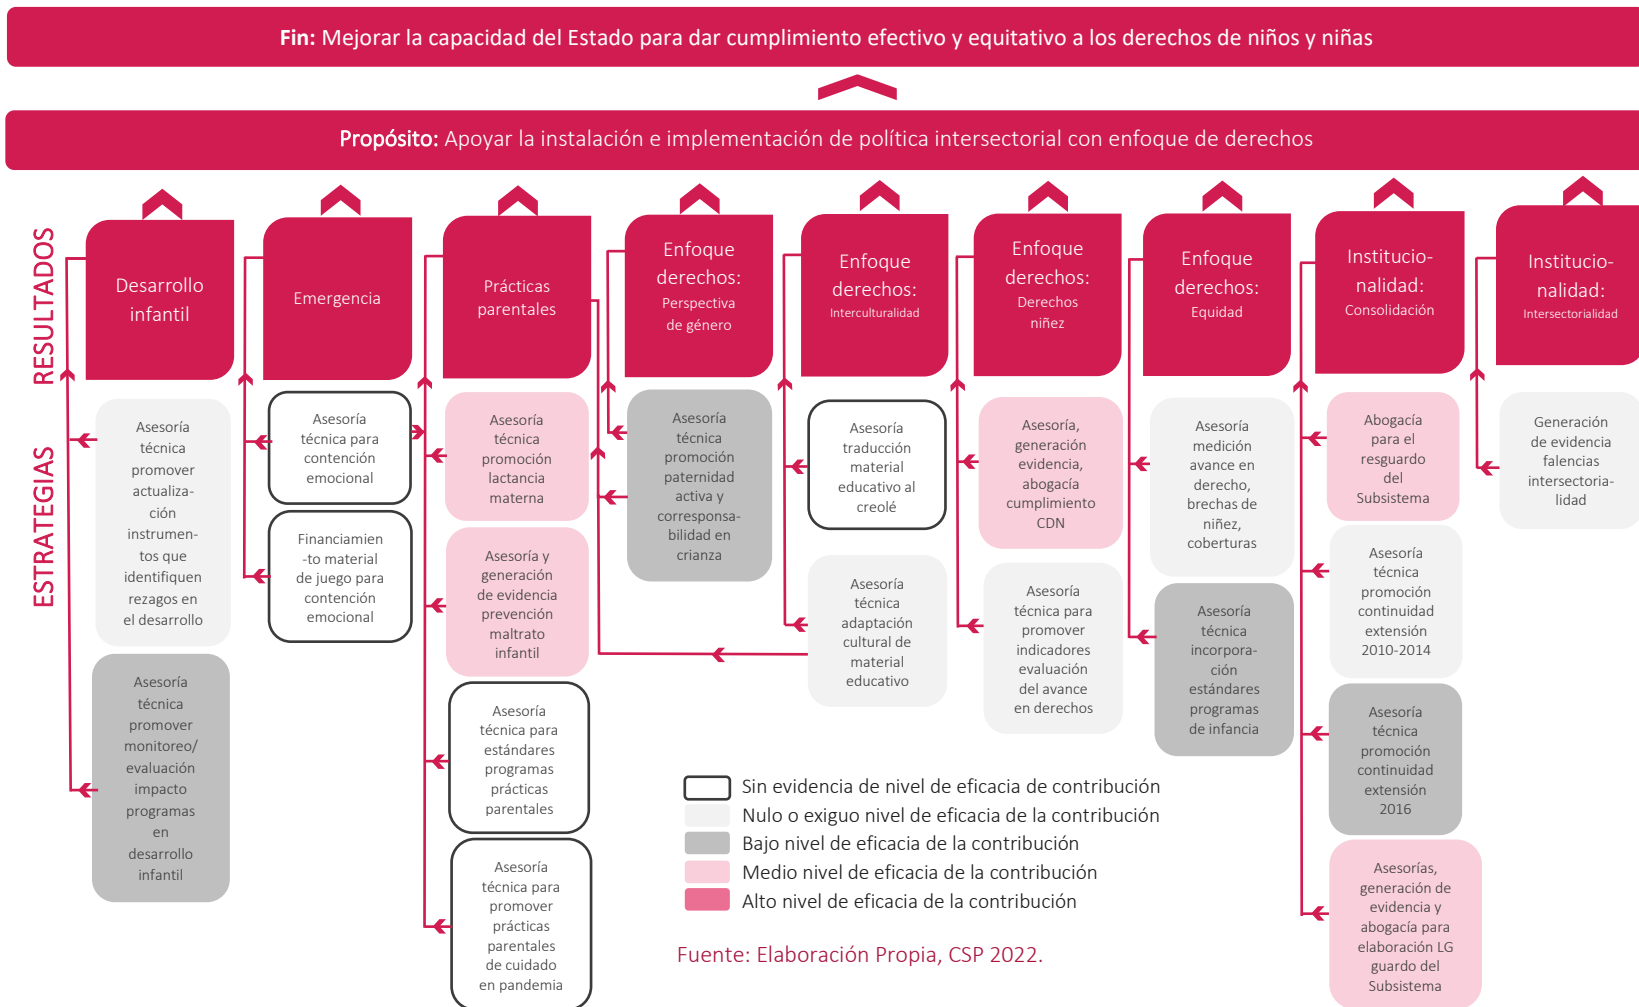 Fin: Mejorar la capacidad del Estado para dar cumplimiento efectivo y equitativo a los derechos de niños y niñas
Propósito: Apoyar la instalación e implementación de política intersectorial con enfoque de derechos
RESULTADOS
Desarrollo
infantil
Emergencia
Prácticas
parentales
Enfoque
derechos:
Perspectiva
de género
Enfoque
derechos:
Interculturalidad
Enfoque
derechos:
Derechos
niñez
Enfoque
derechos:
Equidad
Institucio-
nalidad:
Consolidación
Institucio-
nalidad:
Intersectorialidad
ESTRATEGIAS
Asesoría
técnica
promover
actualiza-
ción
instrumen-
tos que
identifiquen
rezagos en
el desarrollo
Asesoría
técnica
promover
monitoreo/
evaluación
impacto
programas
en
desarrollo
infantil
Asesoría
técnica para
contención
emocional
Financiamien
-to material
de juego para
contención
emocional
Asesoría
técnica
promoción
lactancia
materna
Asesoría y
generación
de evidencia
prevención
maltrato
infantil
Asesoría
técnica para
estándares
programas
prácticas
parentales
Asesoría
técnica para
promover
prácticas
parentales
de cuidado
en pandemia
Asesoría
técnica
promoción
paternidad
activa y
corresponsa-
bilidad en
crianza
Asesoría
traducción
material
educativo al
creolé
Asesoría
técnica
adaptación
cultural de
material
educativo
Asesoría,
generación
evidencia,
abogacía
cumplimiento
CDN
Asesoría
técnica para
promover
indicadores
evaluación
del avance
en derechos
Asesoría
medición
avance en
derecho,
brechas de
niñez,
coberturas
Asesoría
técnica
incorpora-
ción
estándares
programas
de infancia
Abogacía
para el
resguardo
del
Subsistema
Asesoría
técnica
promoción
continuidad
extensión
2010-2014
Asesoría
técnica
promoción
continuidad
extensión
2016
Asesorías,
generación de
evidencia y
abogacía para
elaboración LG
guardo del
Subsistema
Generación
de evidencia
falencias
intersectoria-
lidad
Sin evidencia de nivel de eficacia de contribución
Nulo o exiguo nivel de eficacia de la contribución
Bajo nivel de eficacia de la contribución
Medio nivel de eficacia de la contribución
Alto nivel de eficacia de la contribución
Fuente: Elaboración Propia, CSP 2022.